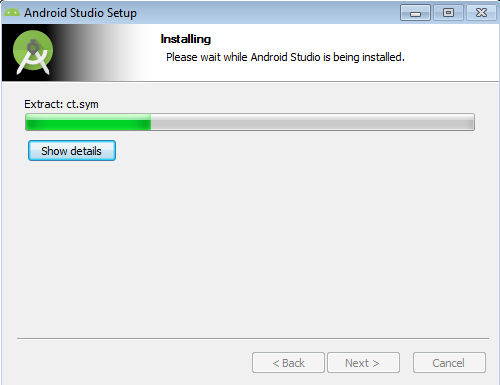 Android Studio Setup
Installing
Please wait while Android Studio is being installed.
Extract: ct.sym
Show details
< Back
Next >
Cancel